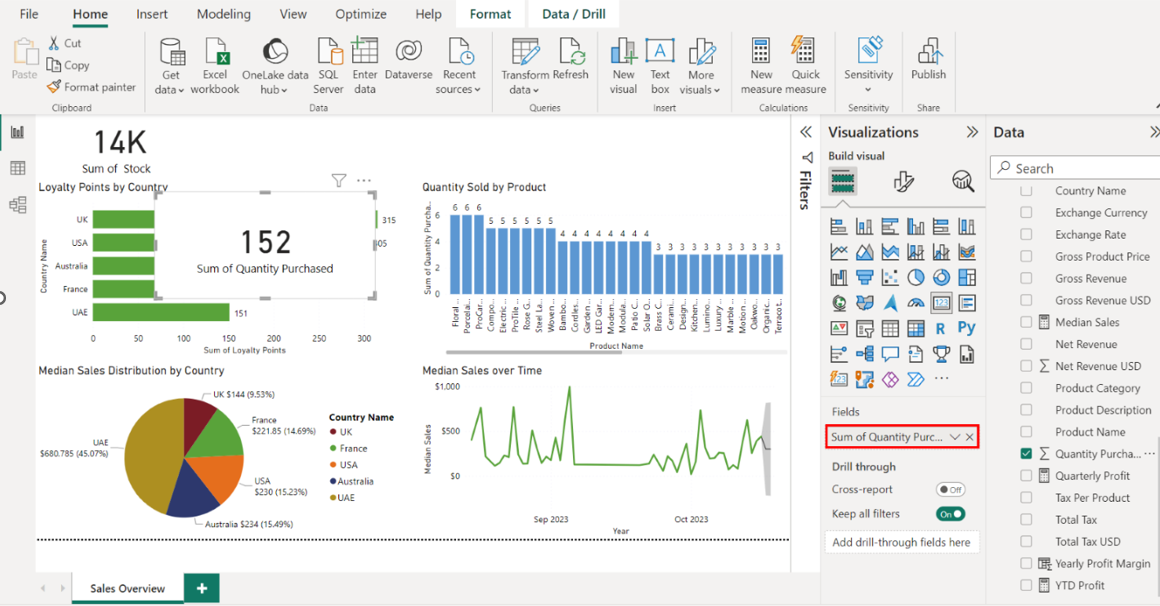 File Home Insert Modeling View Optimize Help Format Data / Drill
Paste
Cut
Copy
Format painter
Clipboard
Get data
Excel workbook
OneLake data hub
SQL Server
Enter data
Dataverse
Recent sources
Data
Transform data
Refresh
Queries
New visual
Text box
More visuals
Insert
New measure
Quick measure
Calculations
Sensitivity
Sensitivity
Publish
Share
14K
Sum of Stock
Loyalty Points by Country
Country Name
UK
USA
Australia
France
UAE
315
05
151
0 50 100 150 200 250 300
Sum of Loyalty Points
152
Sum of Quantity Purchased
Quantity Sold by Product
Sum of Quantity Purcha...
6
4
2
0
6 6 6 5 5 5 5 5 5 4 4 4 4 4 4 4 4 3 3 3 3 3 3 3 3 3 3 3
Floral ...
Porcelai...
ProCar...
Compo...
Electric...
ProTile ...
Rose G...
Steel La...
Woven ...
Bambo...
Cordles...
Garden ...
LED Gar...
Modern...
Modula...
Patio C...
Solar O...
Brass C...
Cerami...
Design...
Kitchen...
Lumino...
Luxury ...
Marble ...
Motion ...
Oakwo...
Organic...
Terracot...
Product Name
Median Sales Distribution by Country
UK $144 (9.53%)
France
$221.85 (14.69%)
USA
$230 (15.23%)
Australia $234 (15.49%)
UAE
$680.785 (45.07%)
Country Name
UK
France
USA
Australia
UAE
Median Sales over Time
Median Sales
$1,000
$500
$0
Sep 2023 Oct 2023
Year
Sales Overview
+
Filters
Visualizations
Build visual
123
R
Py
123
...
Fields
Sum of Quantity Purc...
Drill through
Cross-report
Off
Keep all filters
On
Add drill-through fields here
Data
Search
Country Name
Exchange Currency
Exchange Rate
Gross Product Price
Gross Revenue
Gross Revenue USD
Median Sales
Net Revenue
Net Revenue USD
Product Category
Product Description
Product Name
Quantity Purcha... ...
Quarterly Profit
Tax Per Product
Total Tax
Total Tax USD
Yearly Profit Margin
YTD Profit